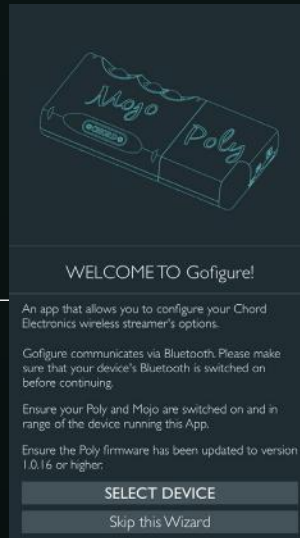 Mojo
Poly
CHORD
WELCOME TO Gofigure!
An app that allows you to configure your Chord
Electronics wireless streamer's options.
Gofigure communicates via Bluetooth. Please make
sure that your device's Bluetooth is switched on
before continuing.
Ensure your Poly and Mojo are switched on and in
range of the device running this App.
Ensure the Poly firmware has been updated to version
1.0.16 or higher.
SELECT DEVICE
Skip this Wizard